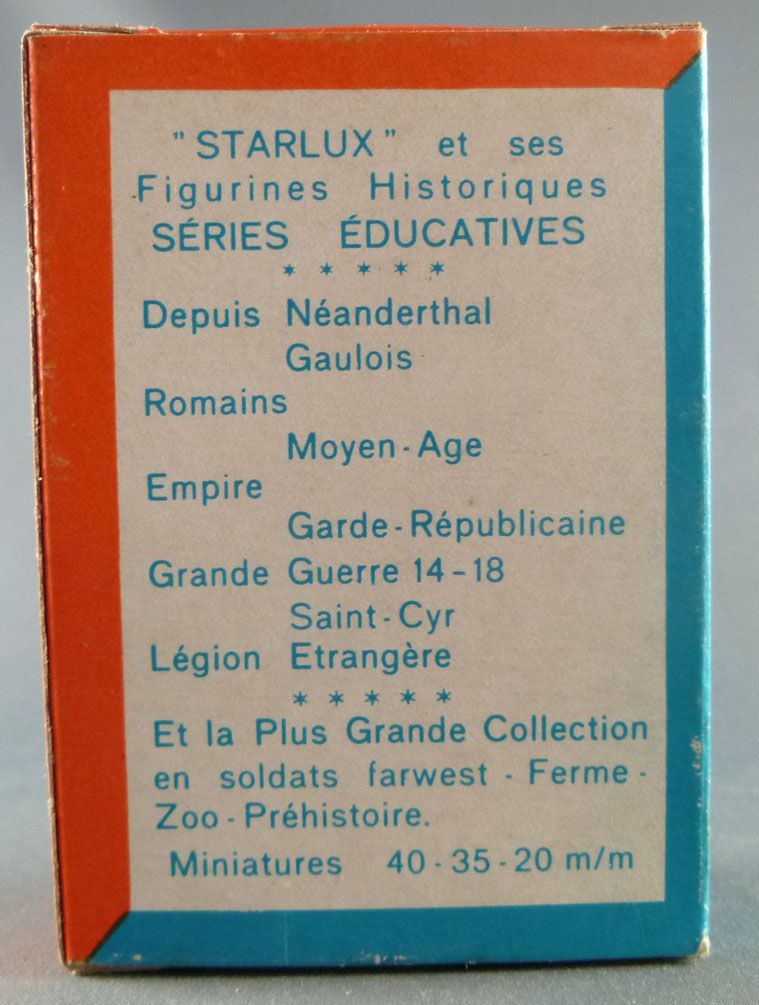 "STARLUX" et ses
Figurines Historiques
SÉRIES ÉDUCATIVES
* * * * *
Depuis Néanderthal
Gaulois
Romains
Moyen-Age
Empire
Garde-Républicaine
Grande Guerre 14-18
Saint-Cyr
Légion Etrangère
* * * * *
Et la Plus Grande Collection
en soldats farwest - Ferme -
Zoo - Préhistoire.
Miniatures 40-35-20 m/m